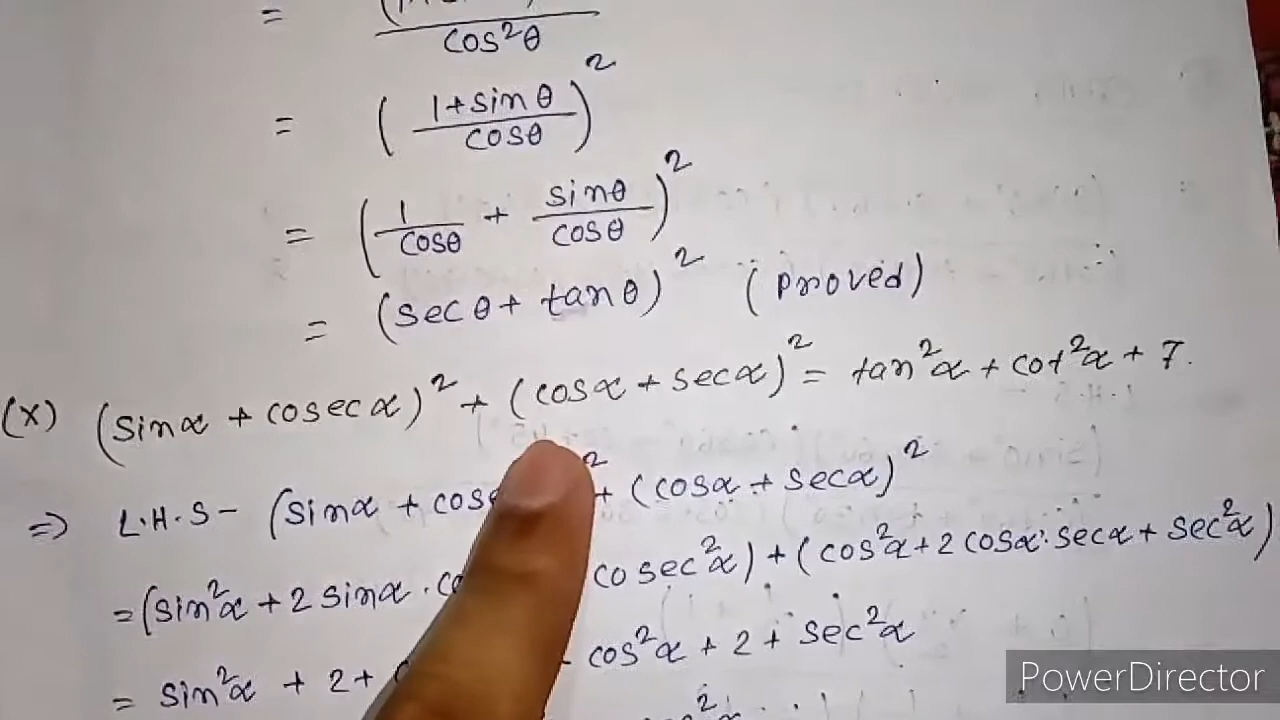 =
cos²θ
= (1+sinθ/cosθ)²
= (1/cosθ + sinθ/cosθ)²
= (secθ + tanθ)² (proved)
(x) (sinα + cosecα)² + (cosα + secα)² = tan²α + cot²α + 7.
⇒ L.H.S - (sinα + ² + (cosα + secα)²
= (sin²α + 2 sinα . cosec²α) + (cos²α + 2 cosα . secα + sec²α)
= sin²α + 2 + cos²α + 2 + sec²α
PowerDirector